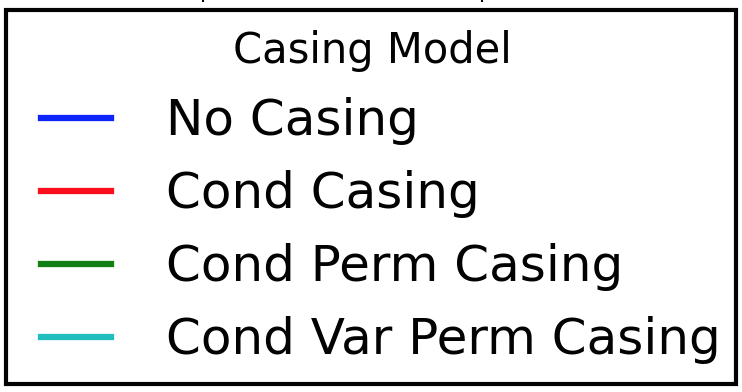 Casing Model
No Casing
Cond Casing
Cond Perm Casing
Cond Var Perm Casing